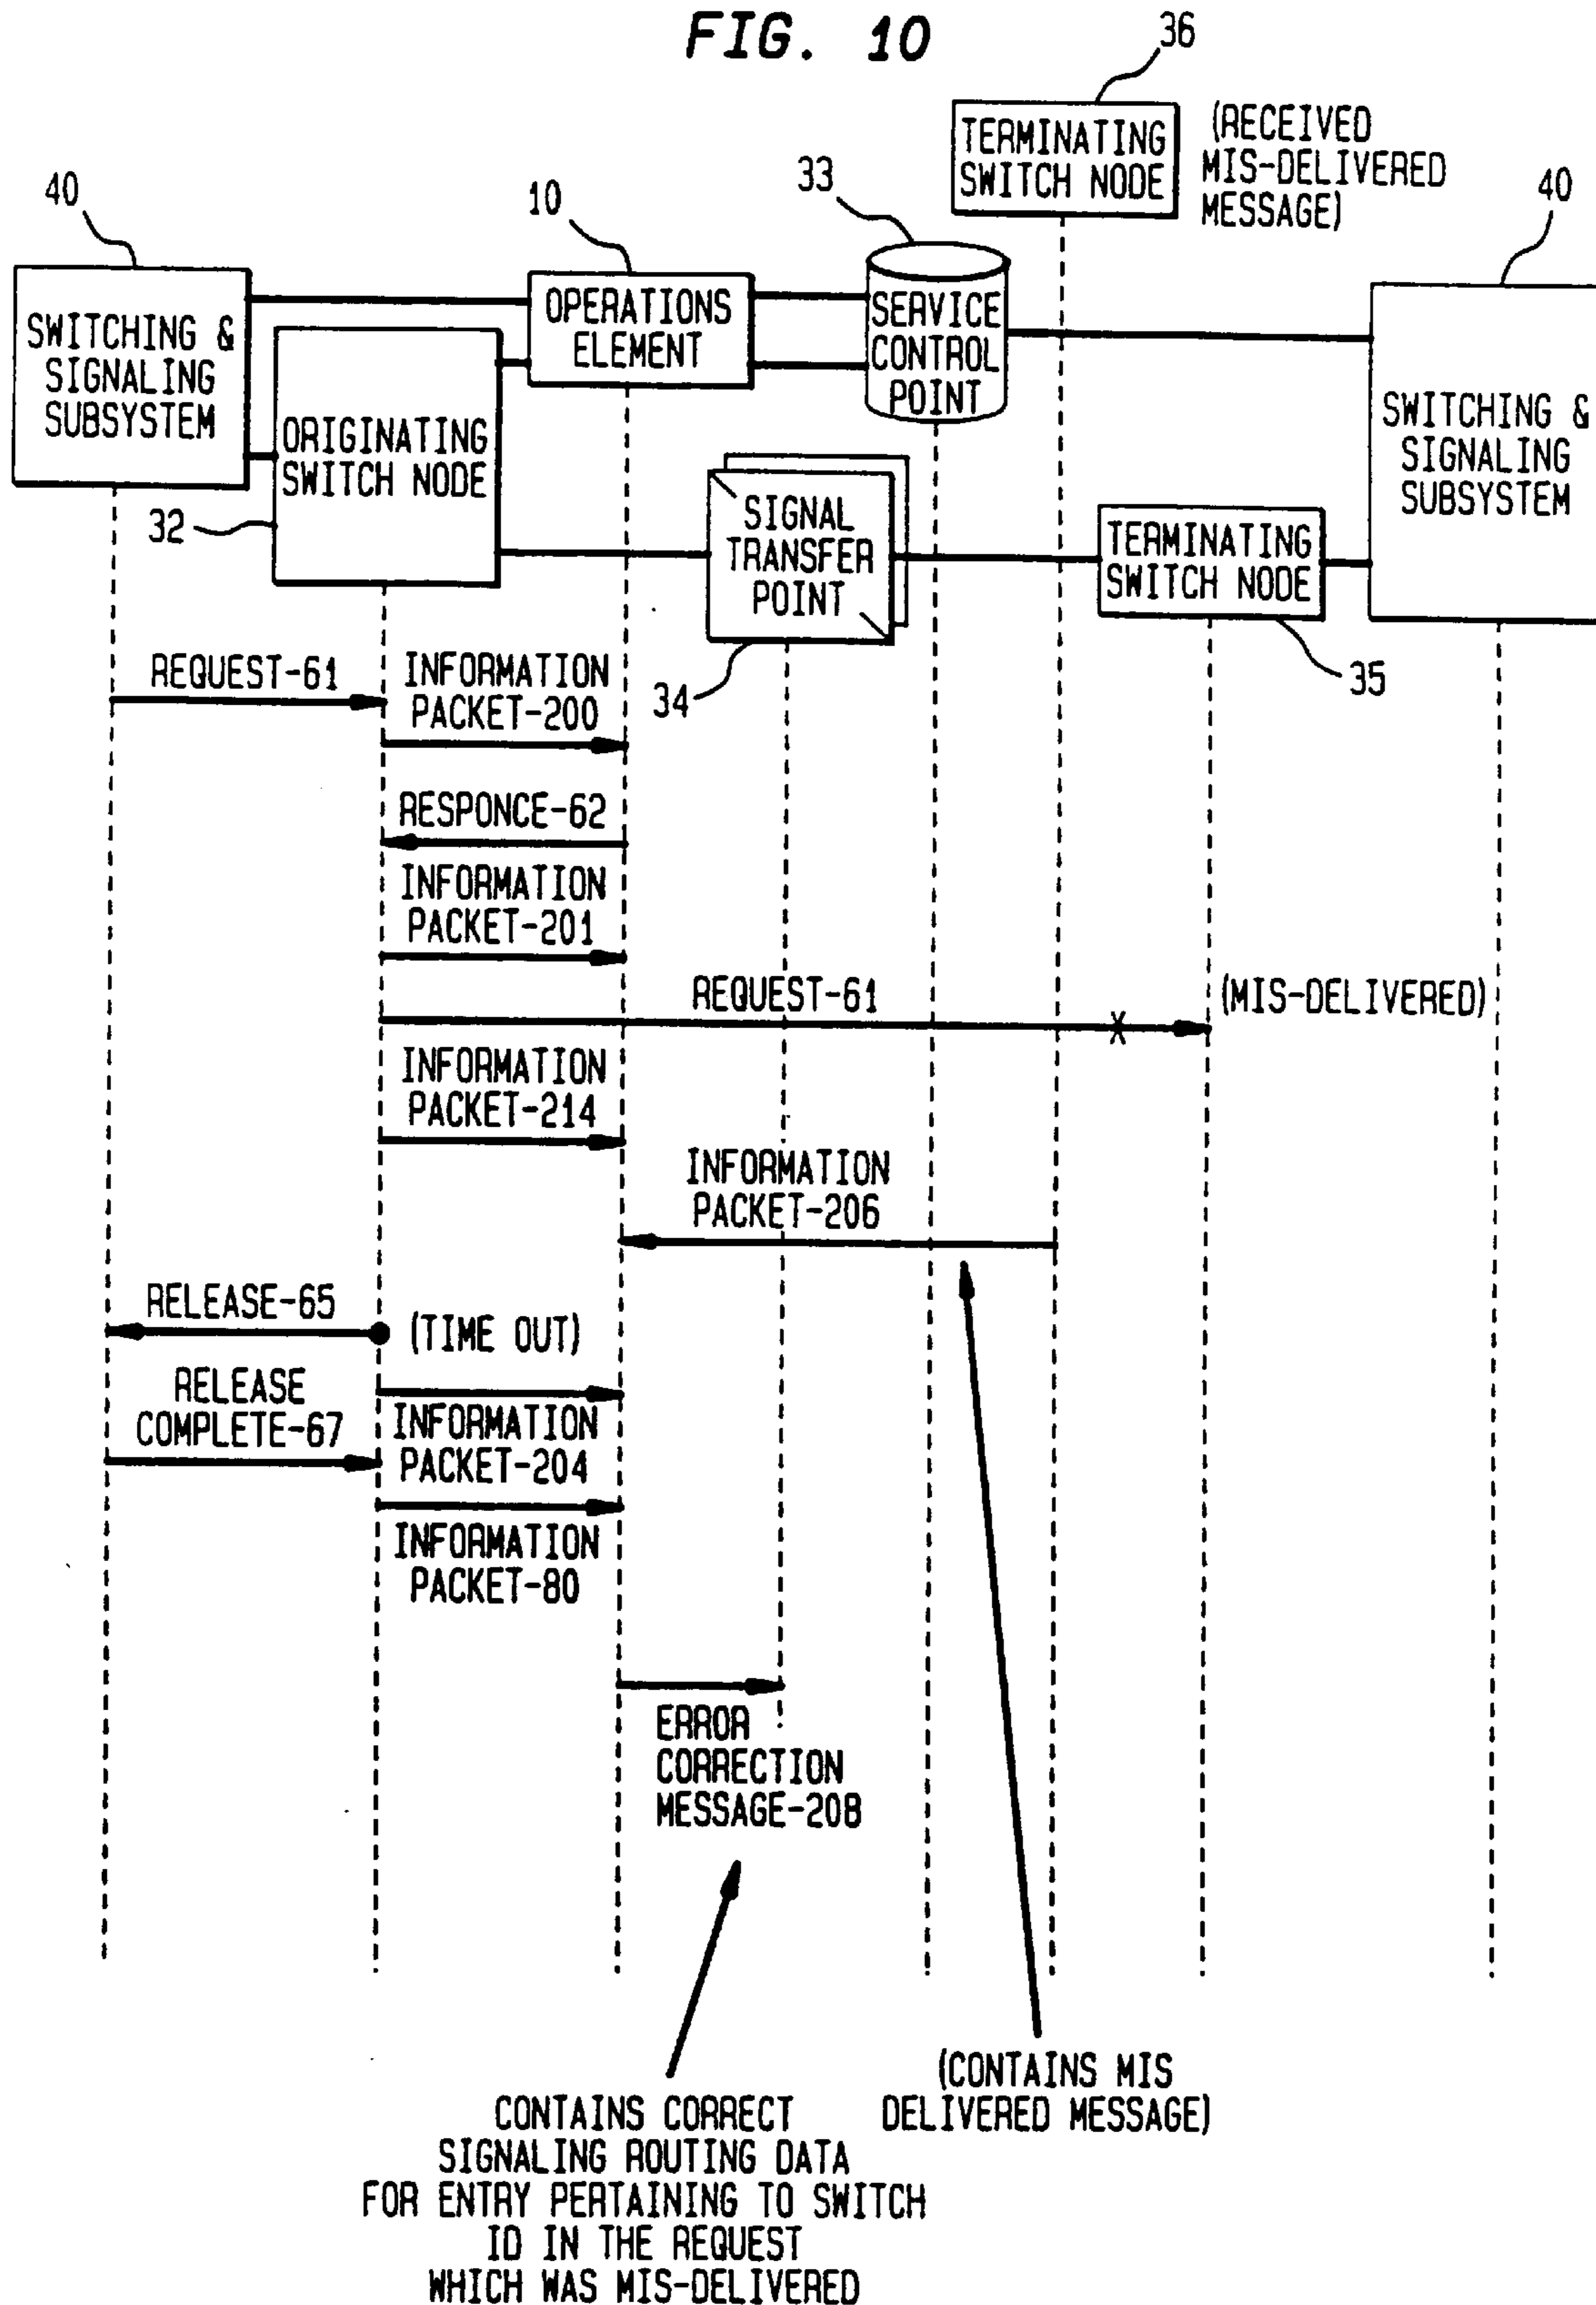 FIG. 10
36
TERMINATING
SWITCH NODE
(RECEIVED
MIS-DELIVERED
MESSAGE)
40
10
33
40
SWITCHING &
SIGNALING
SUBSYSTEM
ORIGINATING
SWITCH NODE
32
OPERATIONS
ELEMENT
SERVICE
CONTROL
POINT
SIGNAL
TRANSFER
POINT
34
TERMINATING
SWITCH NODE
35
SWITCHING &
SIGNALING
SUBSYSTEM
REQUEST-61
INFORMATION
PACKET-200
RESPONCE-62
INFORMATION
PACKET-201
REQUEST-61
X
(MIS-DELIVERED)
INFORMATION
PACKET-214
INFORMATION
PACKET-206
RELEASE-65
(TIME OUT)
RELEASE
COMPLETE-67
INFORMATION
PACKET-204
INFORMATION
PACKET-80
ERROR
CORRECTION
MESSAGE-208
(CONTAINS MIS
DELIVERED MESSAGE)
CONTAINS CORRECT
SIGNALING ROUTING DATA
FOR ENTRY PERTAINING TO SWITCH
ID IN THE REQUEST
WHICH WAS MIS-DELIVERED